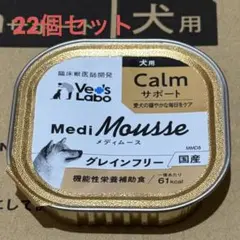 22個セット
犬用
犬用
臨床獣医師開発
Vet's Labo
Calm
サポート
愛犬の穏やかな毎日をケア
Medi Mousse
メディムース
MMD8
グレインフリー
国産
機能性栄養補助食
61kcal